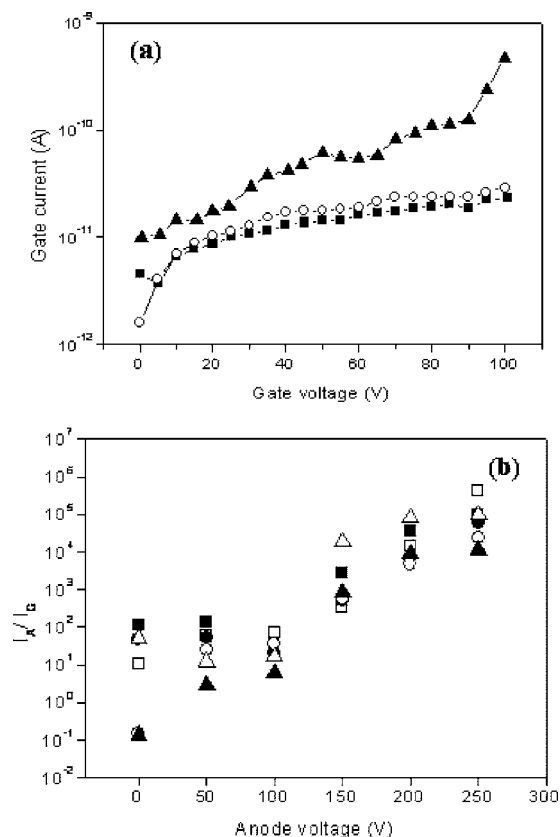 (a)
Gate current (A)
10⁻⁹
10⁻¹⁰
10⁻¹¹
10⁻¹²
0 20 40 60 80 100
Gate voltage (V)
(b)
I_A/I_G
10⁷
10⁶
10⁵
10⁴
10³
10²
10¹
10⁰
10⁻¹
10⁻²
0 50 100 150 200 250 300
Anode voltage (V)